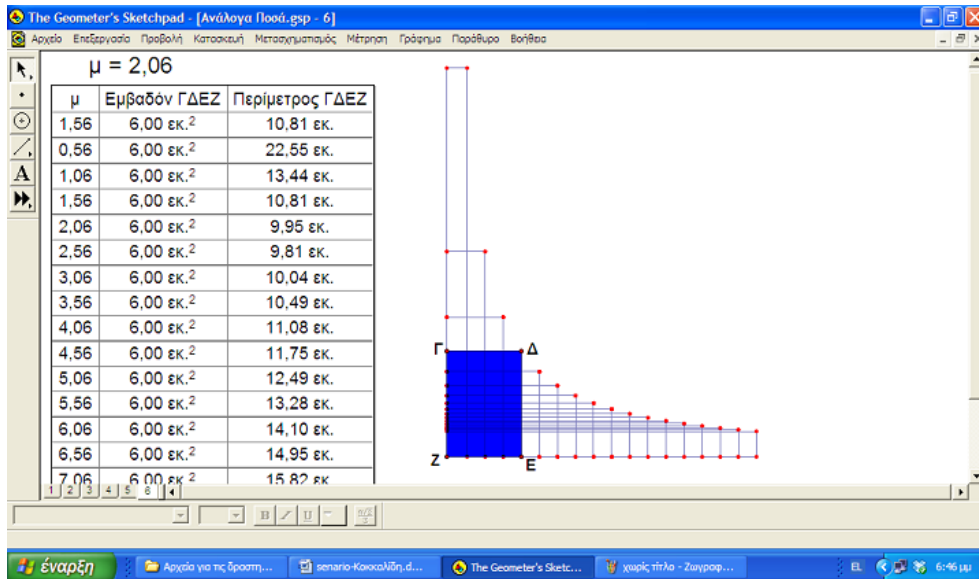 The Geometer's Sketchpad - [Ανάλογα Ποσά.gsp - 6]
Αρχείο Επεξεργασία Προβολή Κατασκευή Μετασχηματισμός Μέτρηση Γράφημα Παράθυρο Βοήθεια
μ = 2,06
μ Εμβαδόν ΓΔΕΖ Περίμετρος ΓΔΕΖ
1,56 6,00 εκ.² 10,81 εκ.
0,56 6,00 εκ.² 22,55 εκ.
1,06 6,00 εκ.² 13,44 εκ.
1,56 6,00 εκ.² 10,81 εκ.
2,06 6,00 εκ.² 9,95 εκ.
2,56 6,00 εκ.² 9,81 εκ.
3,06 6,00 εκ.² 10,04 εκ.
3,56 6,00 εκ.² 10,49 εκ.
4,06 6,00 εκ.² 11,08 εκ.
4,56 6,00 εκ.² 11,75 εκ.
5,06 6,00 εκ.² 12,49 εκ.
5,56 6,00 εκ.² 13,28 εκ.
6,06 6,00 εκ.² 14,10 εκ.
6,56 6,00 εκ.² 14,95 εκ.
7,06 6,00 εκ.² 15,82 εκ.
Γ Δ
Ζ Ε
A
1 2 3 4 5 6
B I U
έναρξη Αρχεία για τις δραστη... senario-Κοκκαλίδη.d... The Geometer's Sketc... χωρίς τίτλο - Ζωγραφ... EL 6:46 μμ